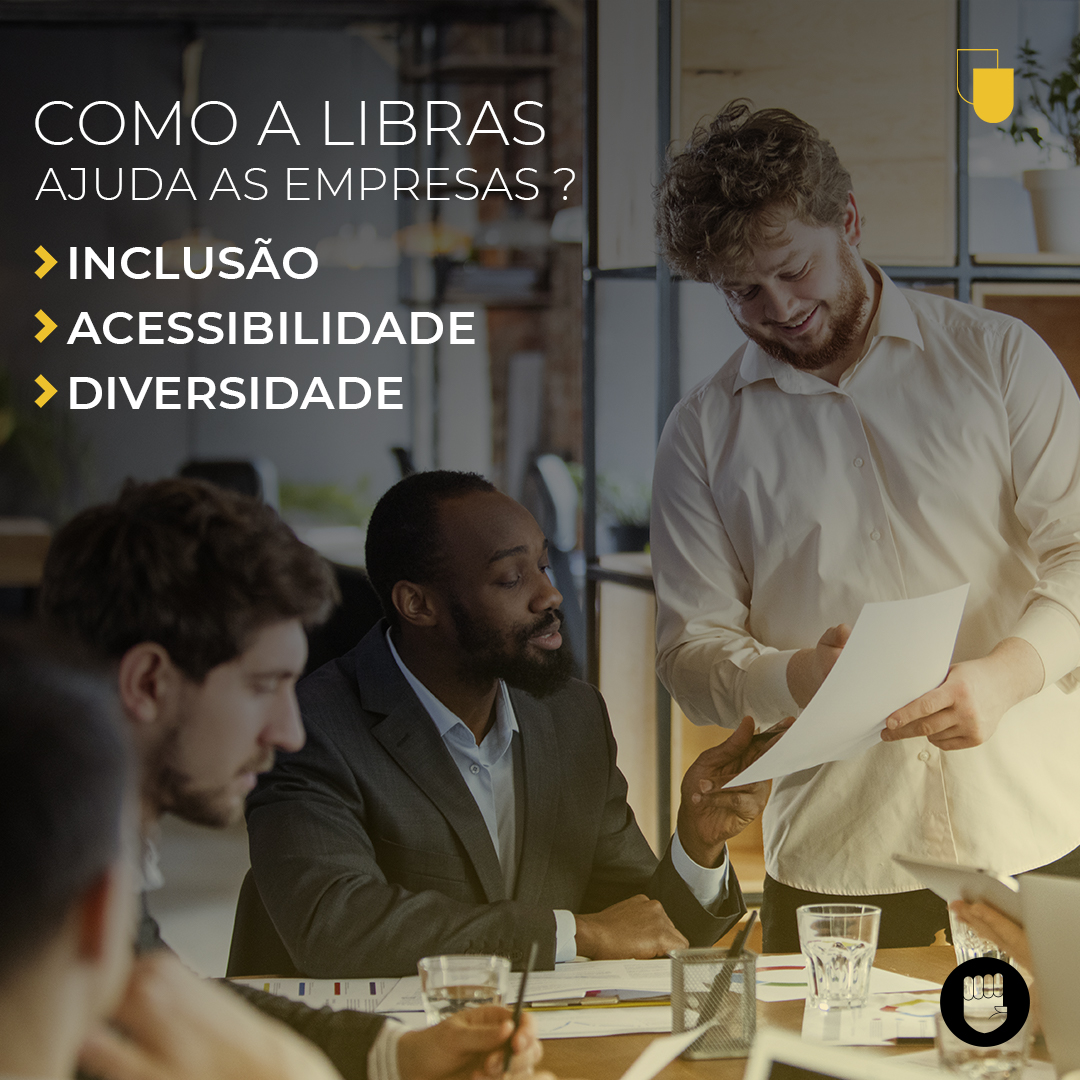 COMO A LIBRAS
AJUDA AS EMPRESAS ?
INCLUSÃO
ACESSIBILIDADE
DIVERSIDADE